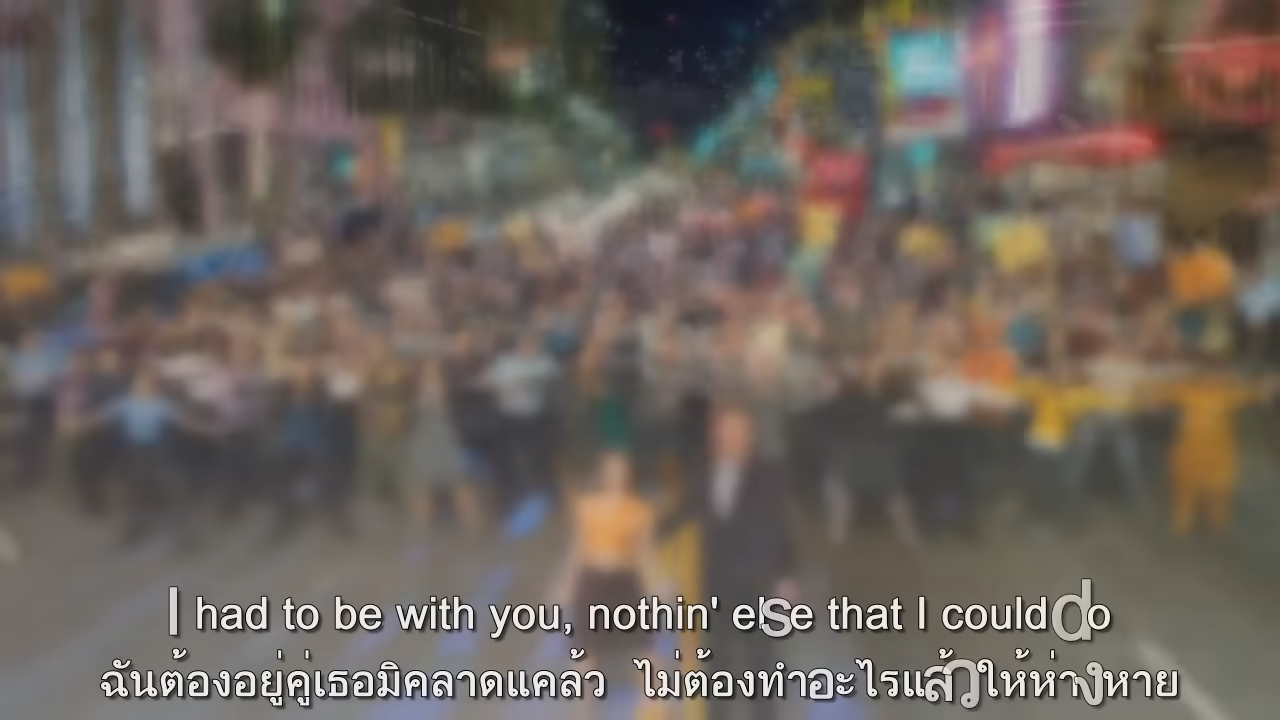 I had to be with you, nothin' else that I could do
ฉันต้องอยู่คู่เธอมิคลาดแคล้ว ไม่ต้องทำอะไรแล้วให้ห่างหาย